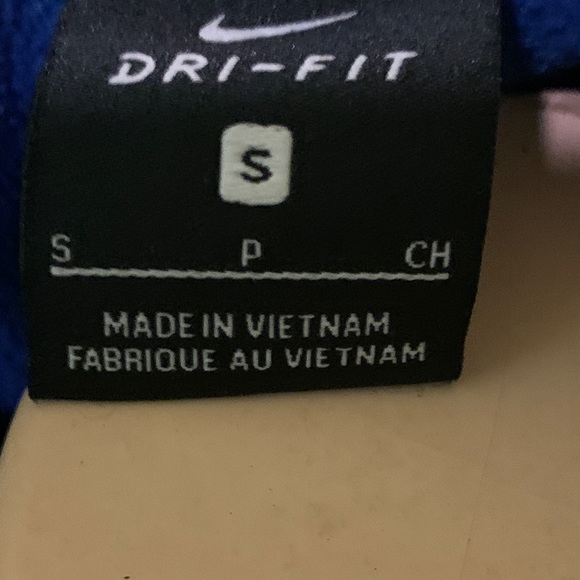 DRI-FIT
S
S P CH
MADE IN VIETNAM
FABRIQUE AU VIETNAM